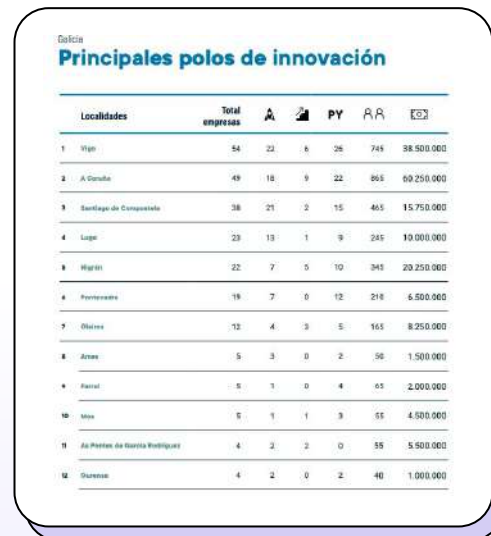 Galicia
Principales polos de innovación
Localidades Total empresas PY
1 Vigo 54 22 6 26 745 38.500.000
2 A Coruña 49 18 9 22 865 60.250.000
3 Santiago de Compostela 38 21 2 15 465 15.750.000
4 Lugo 23 13 1 9 245 10.000.000
5 Nigrán 22 7 5 10 345 20.250.000
6 Pontevedra 19 7 0 12 210 6.500.000
7 Oleiros 12 4 3 5 165 8.250.000
8 Ames 5 3 0 2 50 1.500.000
9 Ferrol 5 1 0 4 65 2.000.000
10 Mos 5 1 1 3 55 4.500.000
11 As Pontes de García Rodríguez 4 2 2 0 55 5.500.000
12 Ourense 4 2 0 2 40 1.000.000